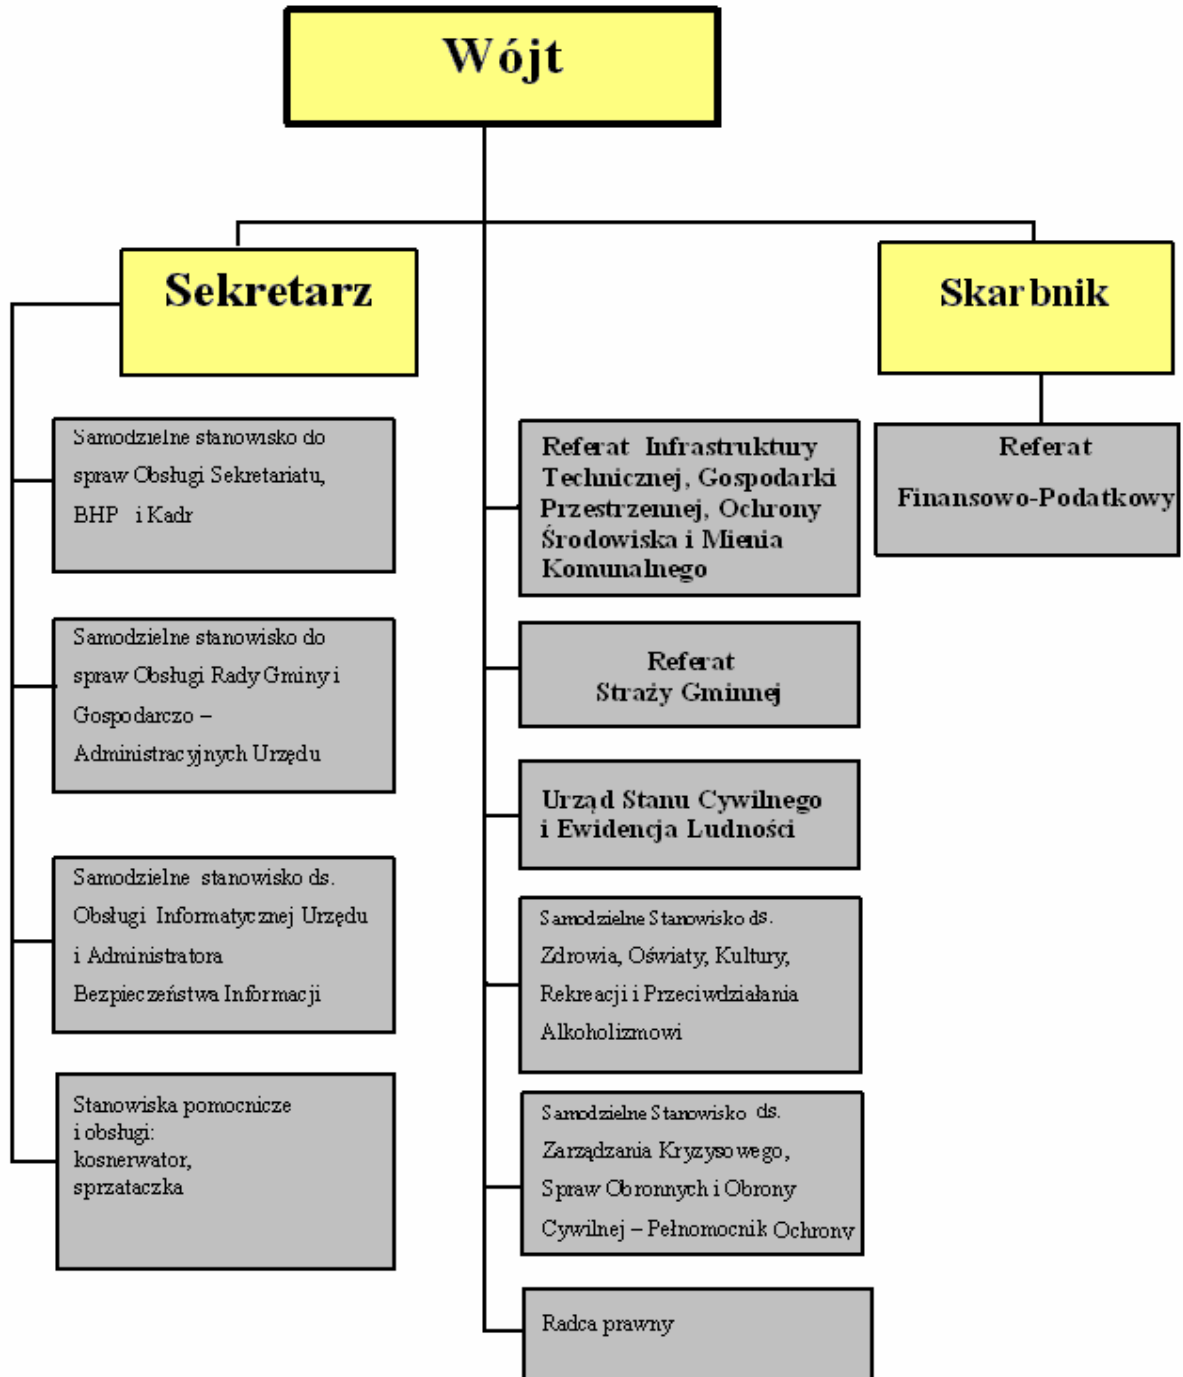 Wójt
Sekretarz
Skarbnik
Samodzielne stanowisko do
spraw Obsługi Sekretariatu,
BHP i Kadr
Samodzielne stanowisko do
spraw Obsługi Rady Gminy i
Gospodarczo –
Administracyjnych Urzędu
Samodzielne stanowisko ds.
Obsługi Informatycznej Urzędu
i Administratora
Bezpieczeństwa Informacji
Stanowiska pomocnicze
i obsługi:
kosnerwator,
sprzataczka
Referat Infrastruktury
Technicznej, Gospodarki
Przestrzennej, Ochrony
Środowiska i Mienia
Komunalnego
Referat
Straży Gminnej
Urząd Stanu Cywilnego
i Ewidencja Ludności
Samodzielne Stanowisko ds.
Zdrowia, Oświaty, Kultury,
Rekreacji i Przeciwdziałania
Alkoholizmowi
Samodzielne Stanowisko ds.
Zarządzania Kryzysowego,
Spraw Obronnych i Obrony
Cywilnej – Pełnomocnik Ochrony
Radca prawny
Referat
Finansowo-Podatkowy